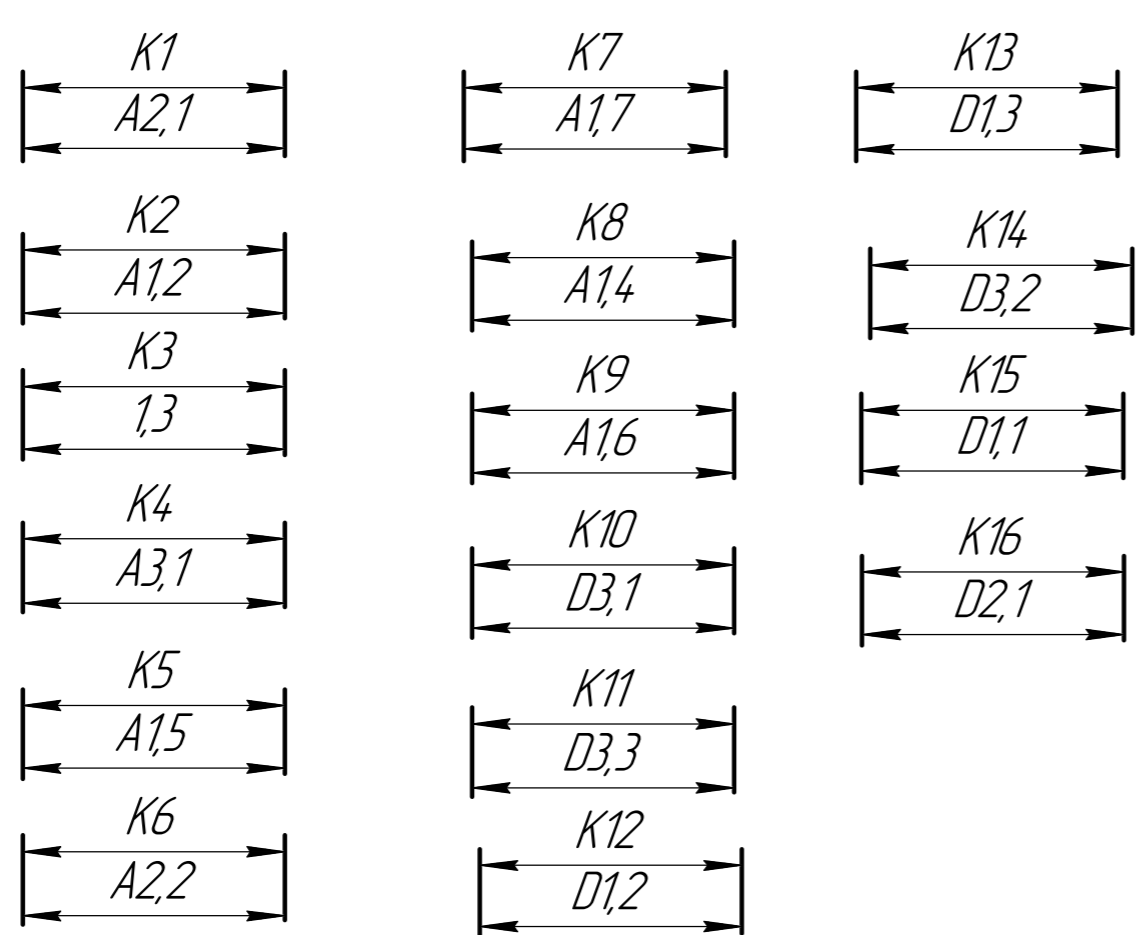 K1
A2,1
K2
A1,2
K3
1,3
K4
A3,1
K5
A1,5
K6
A2,2
K7
A1,7
K8
A1,4
K9
A1,6
K10
D3,1
K11
D3,3
K12
D1,2
K13
D1,3
K14
D3,2
K15
D1,1
K16
D2,1